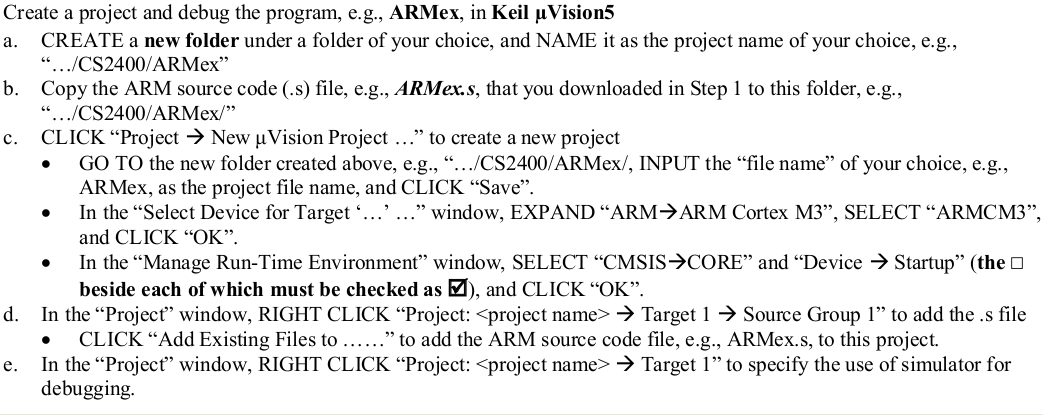 Create a project and debug the program, e.g., ARMex, in Keil µVision5
a. CREATE a new folder under a folder of your choice, and NAME it as the project name of your choice, e.g.,
“…/CS2400/ARMex”
b. Copy the ARM source code (.s) file, e.g., ARMex.s, that you downloaded in Step 1 to this folder, e.g.,
“…/CS2400/ARMex/”
c. CLICK “Project → New µVision Project …” to create a new project
• GO TO the new folder created above, e.g., “…/CS2400/ARMex/, INPUT the “file name” of your choice, e.g.,
ARMex, as the project file name, and CLICK “Save”.
• In the “Select Device for Target ‘…’ …” window, EXPAND “ARM→ARM Cortex M3”, SELECT “ARMCM3”,
and CLICK “OK”.
• In the “Manage Run-Time Environment” window, SELECT “CMSIS→CORE” and “Device → Startup” (the □
beside each of which must be checked as ☑), and CLICK “OK”.
d. In the “Project” window, RIGHT CLICK “Project: <project name> → Target 1 → Source Group 1” to add the .s file
• CLICK “Add Existing Files to ……” to add the ARM source code file, e.g., ARMex.s, to this project.
e. In the “Project” window, RIGHT CLICK “Project: <project name> → Target 1” to specify the use of simulator for
debugging.